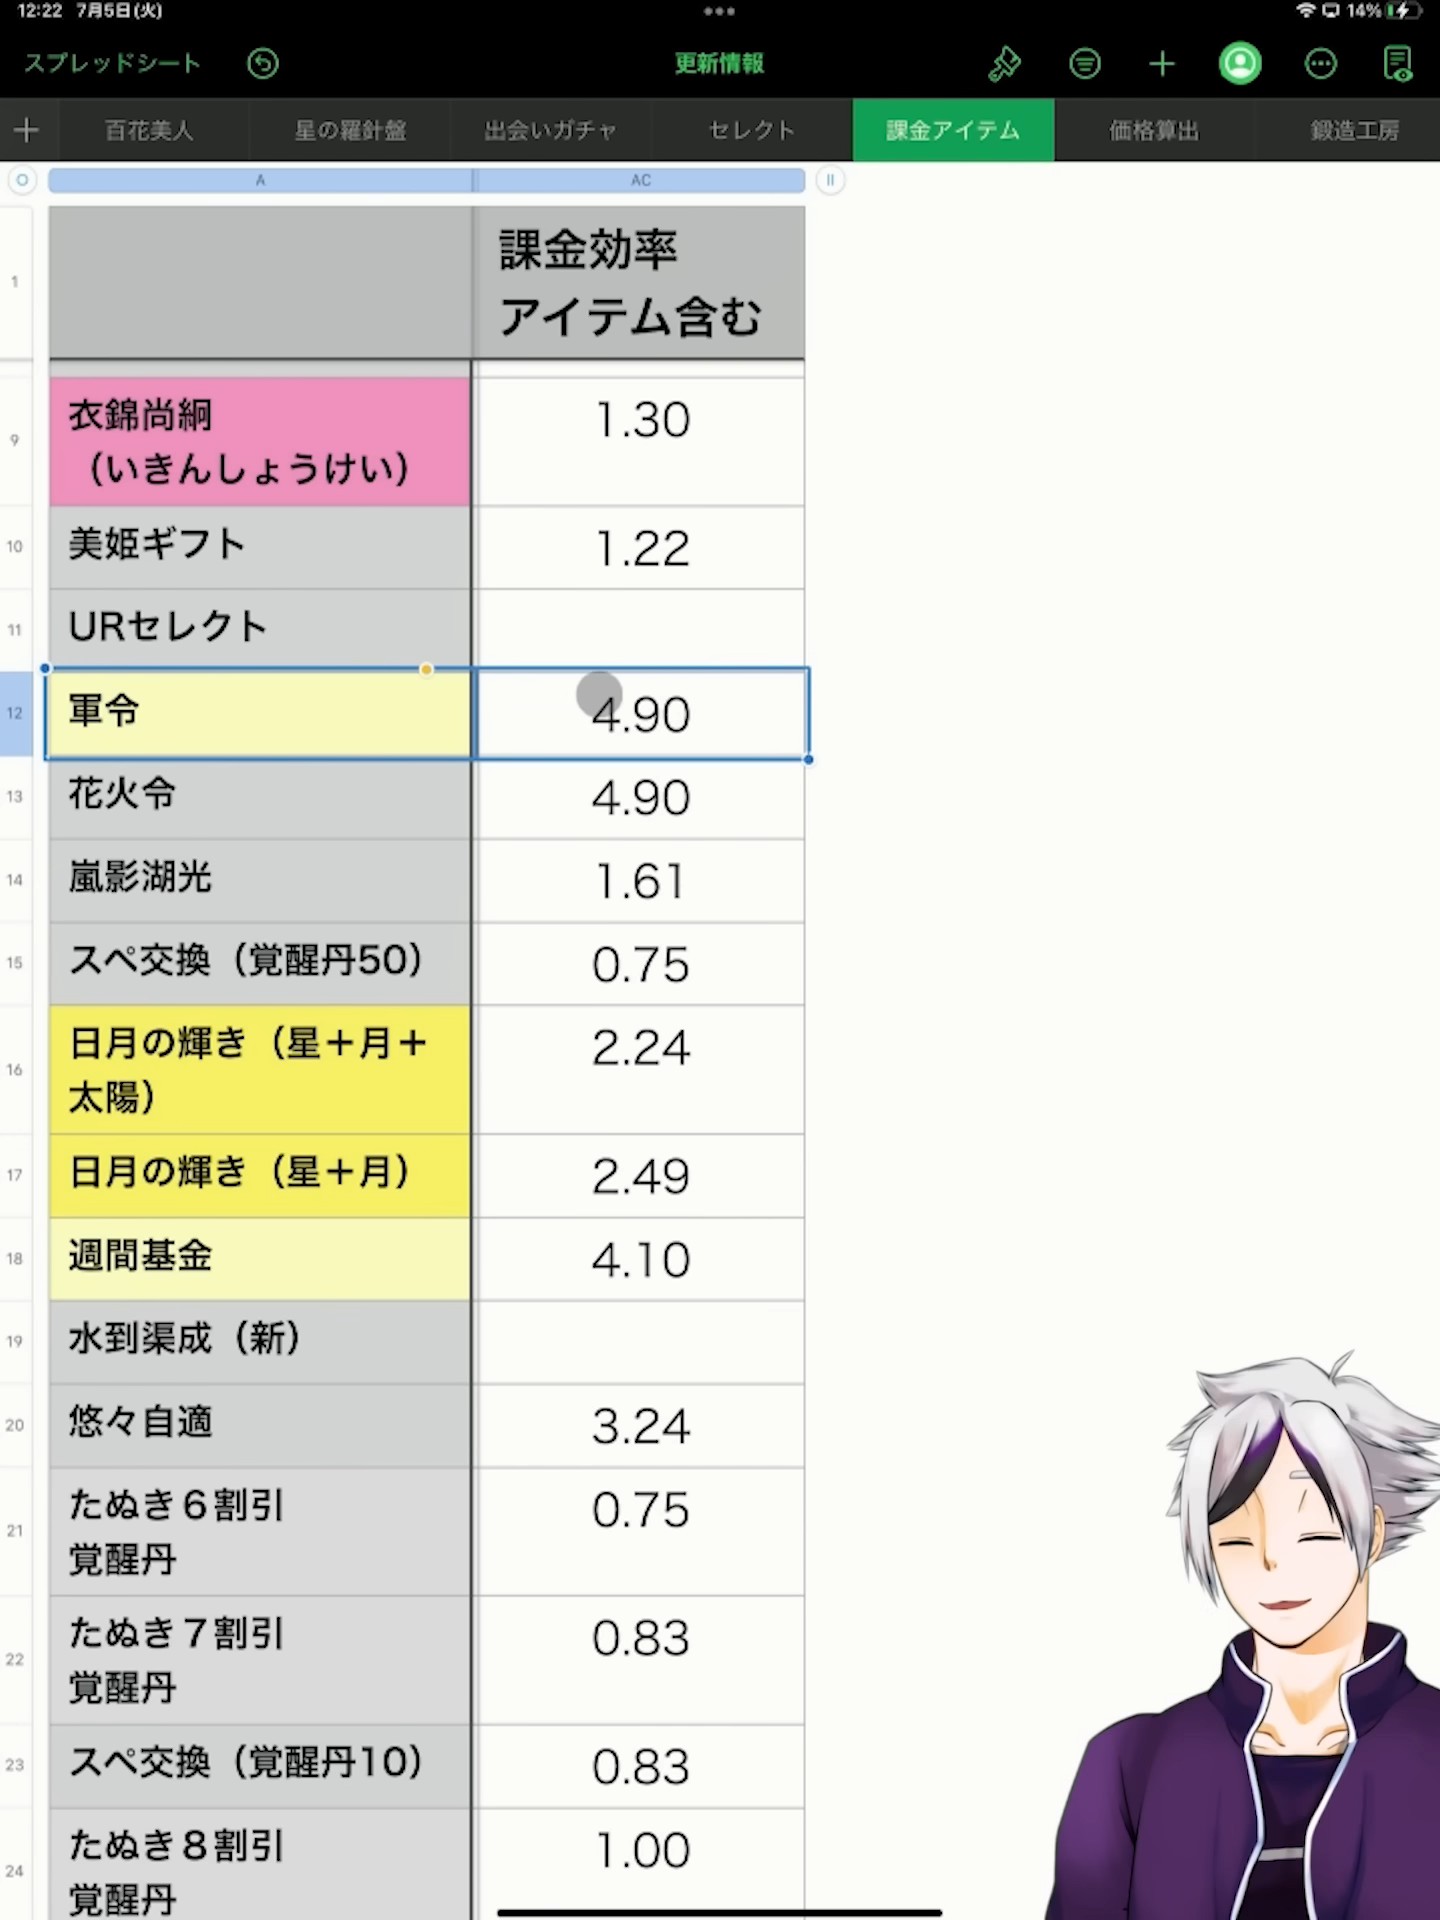 12:22 7月5日(火)
14%
スプレッドシート
更新情報
百花美人 星の羅針盤 出会いガチャ セレクト 課金アイテム 価格算出 鍛造工房
A AC
1 課金効率
アイテム含む
9 衣錦尚絅 1.30
(いきんしょうけい)
10 美姫ギフト 1.22
11 URセレクト
12 軍令 4.90
13 花火令 4.90
14 嵐影湖光 1.61
15 スペ交換(覚醒丹50) 0.75
16 日月の輝き(星+月+ 2.24
太陽)
17 日月の輝き(星+月) 2.49
18 週間基金 4.10
19 水到渠成(新)
20 悠々自適 3.24
21 たぬき6割引 0.75
覚醒丹
22 たぬき7割引 0.83
覚醒丹
23 スペ交換(覚醒丹10) 0.83
24 たぬき8割引 1.00
覚醒丹